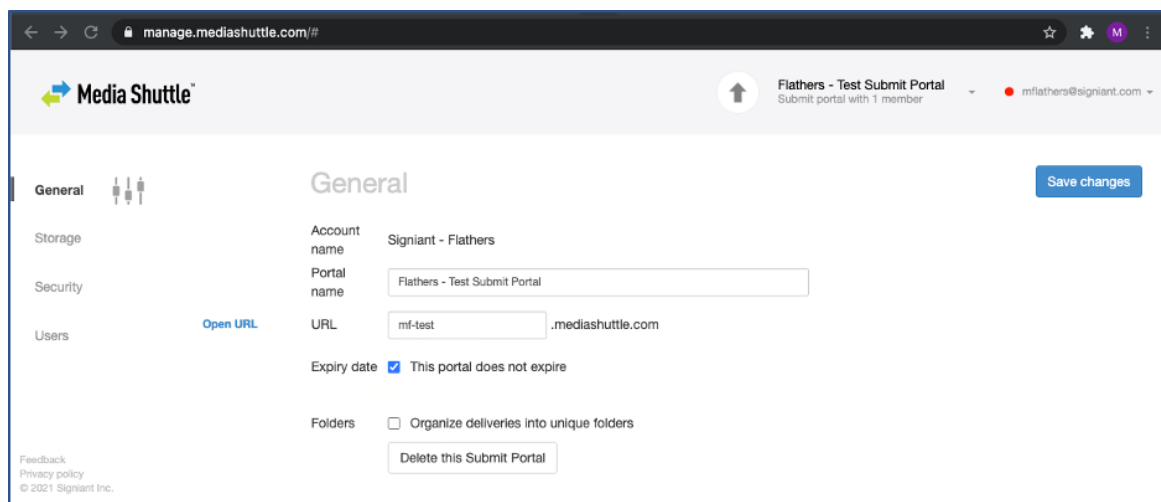 manage.mediashuttle.com/#
M
Media Shuttle™
Flathers - Test Submit Portal
Submit portal with 1 member
mflathers@signiant.com
General
Storage
Security
Users
Open URL
General
Save changes
Account
name
Signiant - Flathers
Portal
name
Flathers - Test Submit Portal
URL
mf-test
.mediashuttle.com
Expiry date
This portal does not expire
Folders
Organize deliveries into unique folders
Delete this Submit Portal
Feedback
Privacy policy
© 2021 Signiant Inc.